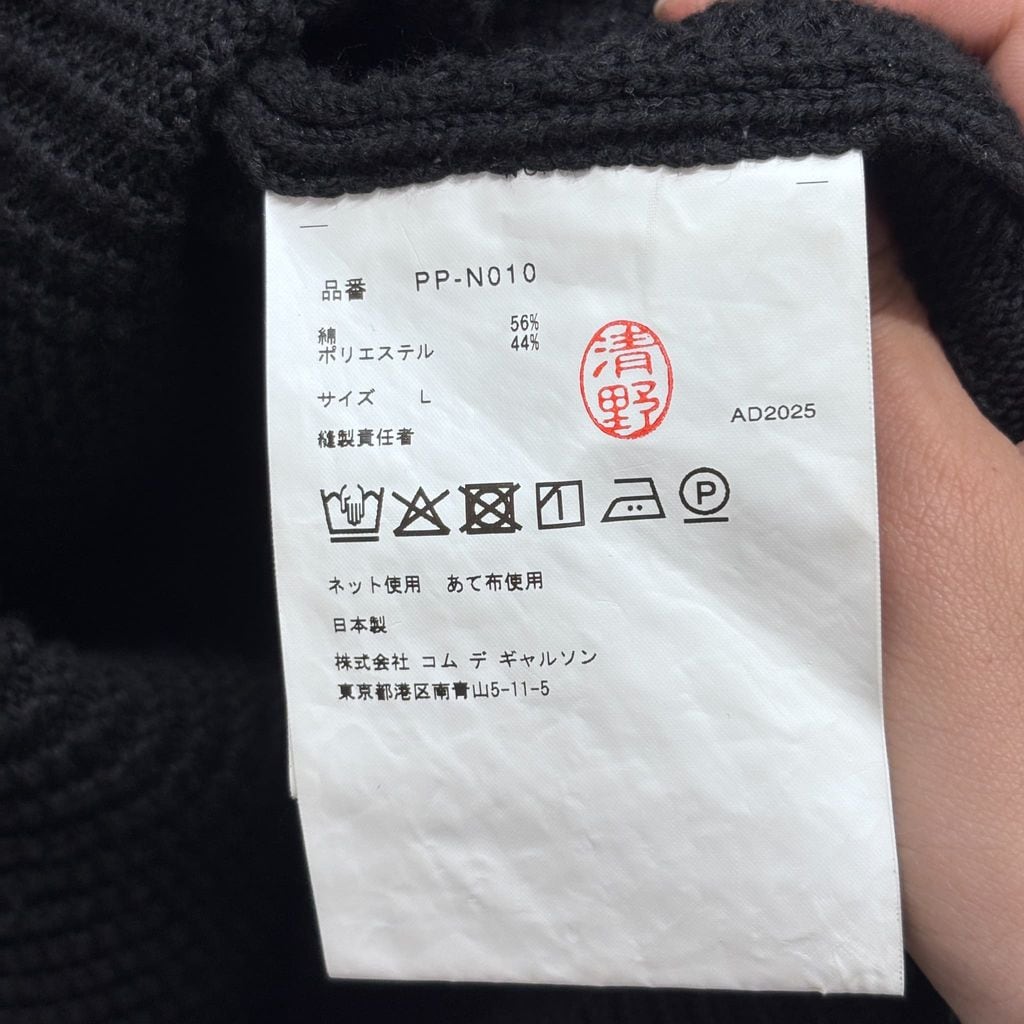 品番 PP-N010
綿 56%
ポリエステル 44%
サイズ L
縫製責任者
清野
AD2025
1
P
ネット使用 あて布使用
日本製
株式会社 コム デ ギャルソン
東京都港区南青山5-11-5